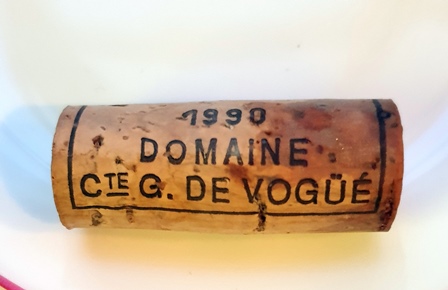 1990
DOMAINE
CTE G. DE VOGÜÉ